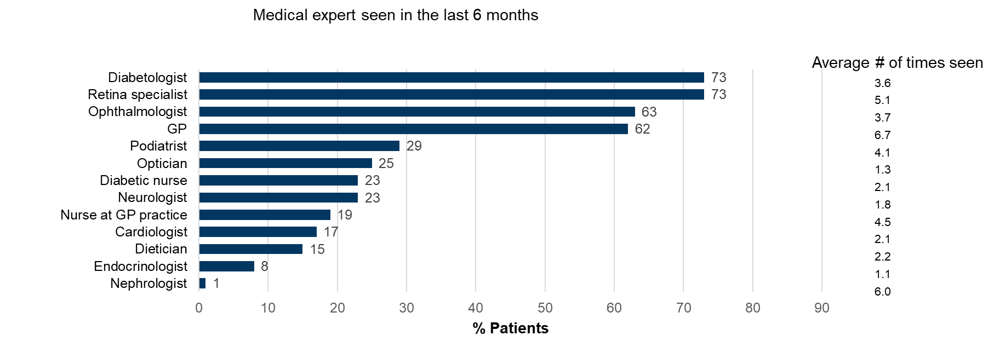 Medical expert seen in the last 6 months
Average # of times seen
Diabetologist 73 3.6
Retina specialist 73 5.1
Ophthalmologist 63 3.7
GP 62 6.7
Podiatrist 29 4.1
Optician 25 1.3
Diabetic nurse 23 2.1
Neurologist 23 1.8
Nurse at GP practice 19 4.5
Cardiologist 17 2.1
Dietician 15 2.2
Endocrinologist 8 1.1
Nephrologist 1 6.0
0 10 20 30 40 50 60 70 80 90
% Patients